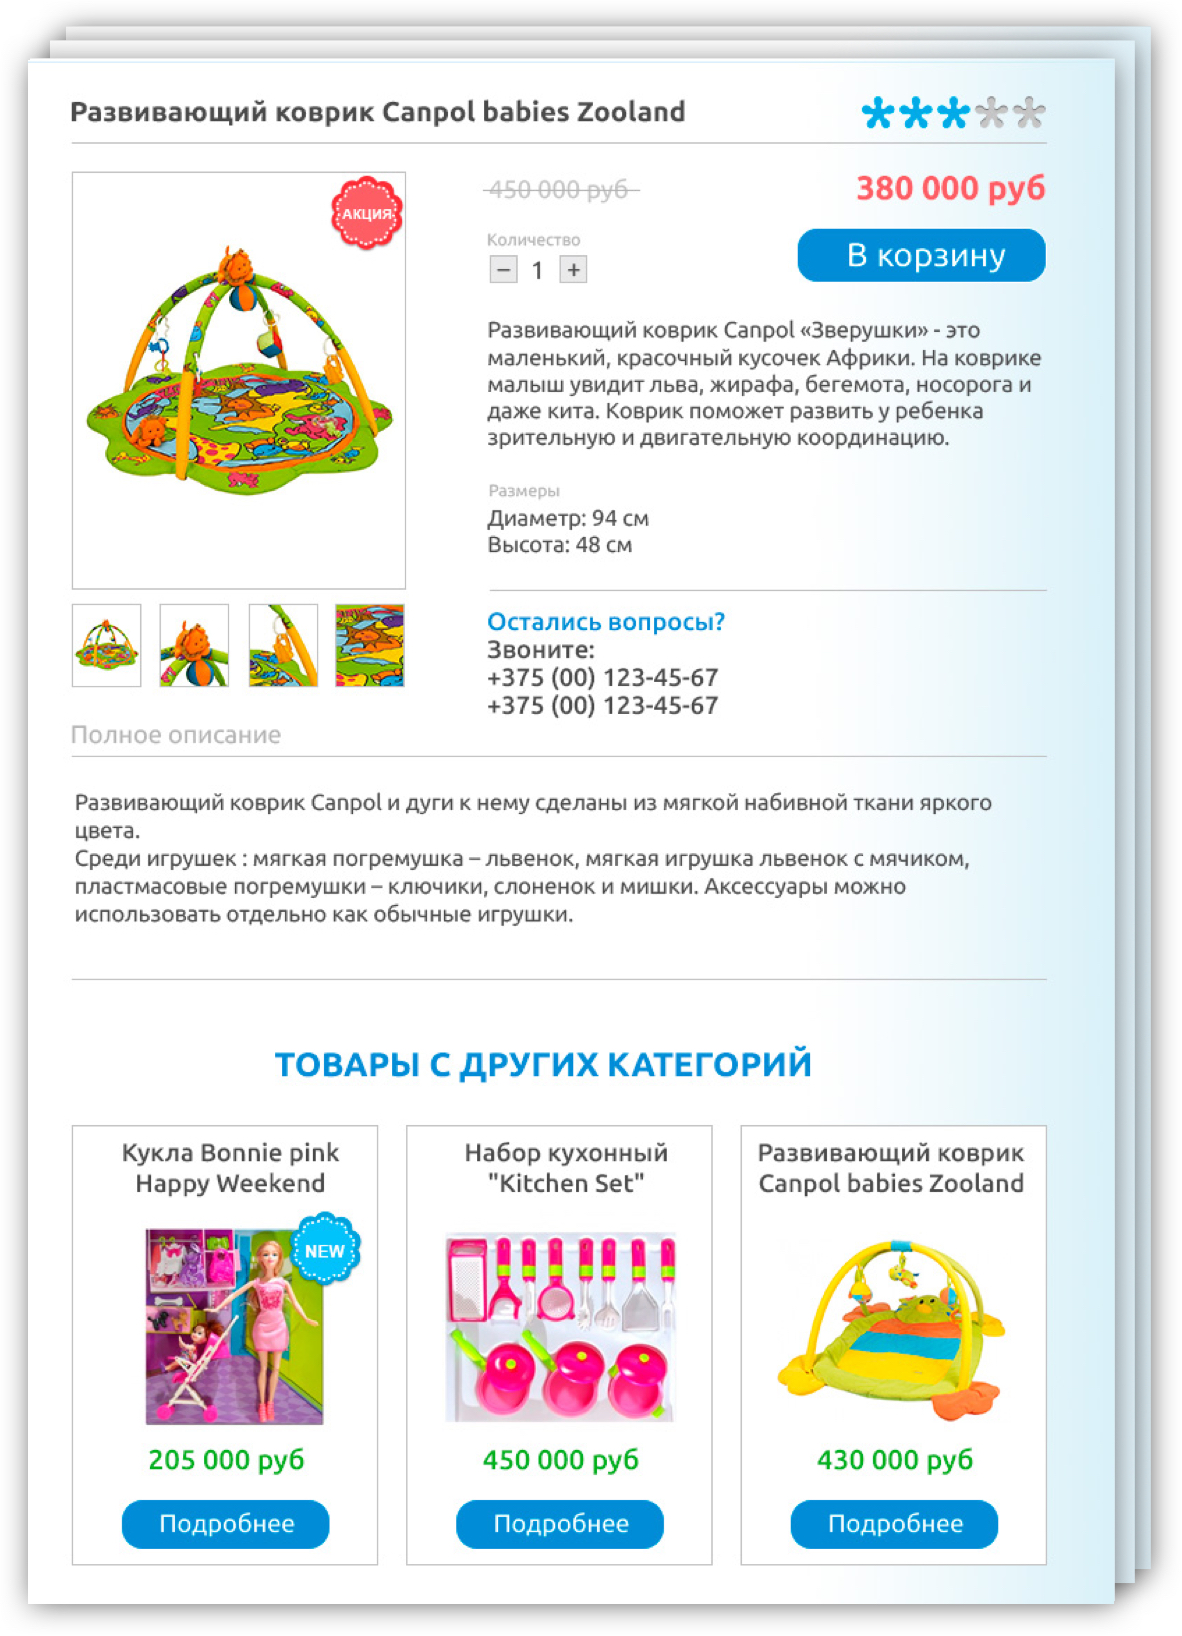 Развивающий коврик Canpol babies Zooland
АКЦИЯ
450 000 руб
380 000 руб
Количество
− 1 +
В корзину
Развивающий коврик Canpol «Зверушки» - это
маленький, красочный кусочек Африки. На коврике
малыш увидит льва, жирафа, бегемота, носорога и
даже кита. Коврик поможет развить у ребенка
зрительную и двигательную координацию.
Размеры
Диаметр: 94 см
Высота: 48 см
Остались вопросы?
Звоните:
+375 (00) 123-45-67
+375 (00) 123-45-67
Полное описание
Развивающий коврик Canpol и дуги к нему сделаны из мягкой набивной ткани яркого
цвета.
Среди игрушек : мягкая погремушка – львенок, мягкая игрушка львенок с мячиком,
пластмасовые погремушки – ключики, слоненок и мишки. Аксессуары можно
использовать отдельно как обычные игрушки.
ТОВАРЫ С ДРУГИХ КАТЕГОРИЙ
Кукла Bonnie pink
Happy Weekend
NEW
205 000 руб
Подробнее
Набор кухонный
"Kitchen Set"
450 000 руб
Подробнее
Развивающий коврик
Canpol babies Zooland
430 000 руб
Подробнее